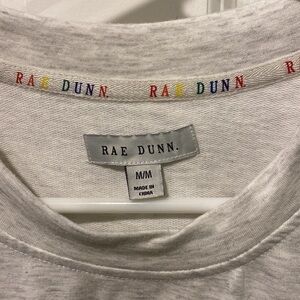 RAE DUNN. RAE DUNN. R
RAE DUNN.
M/M
MADE IN
CHINA